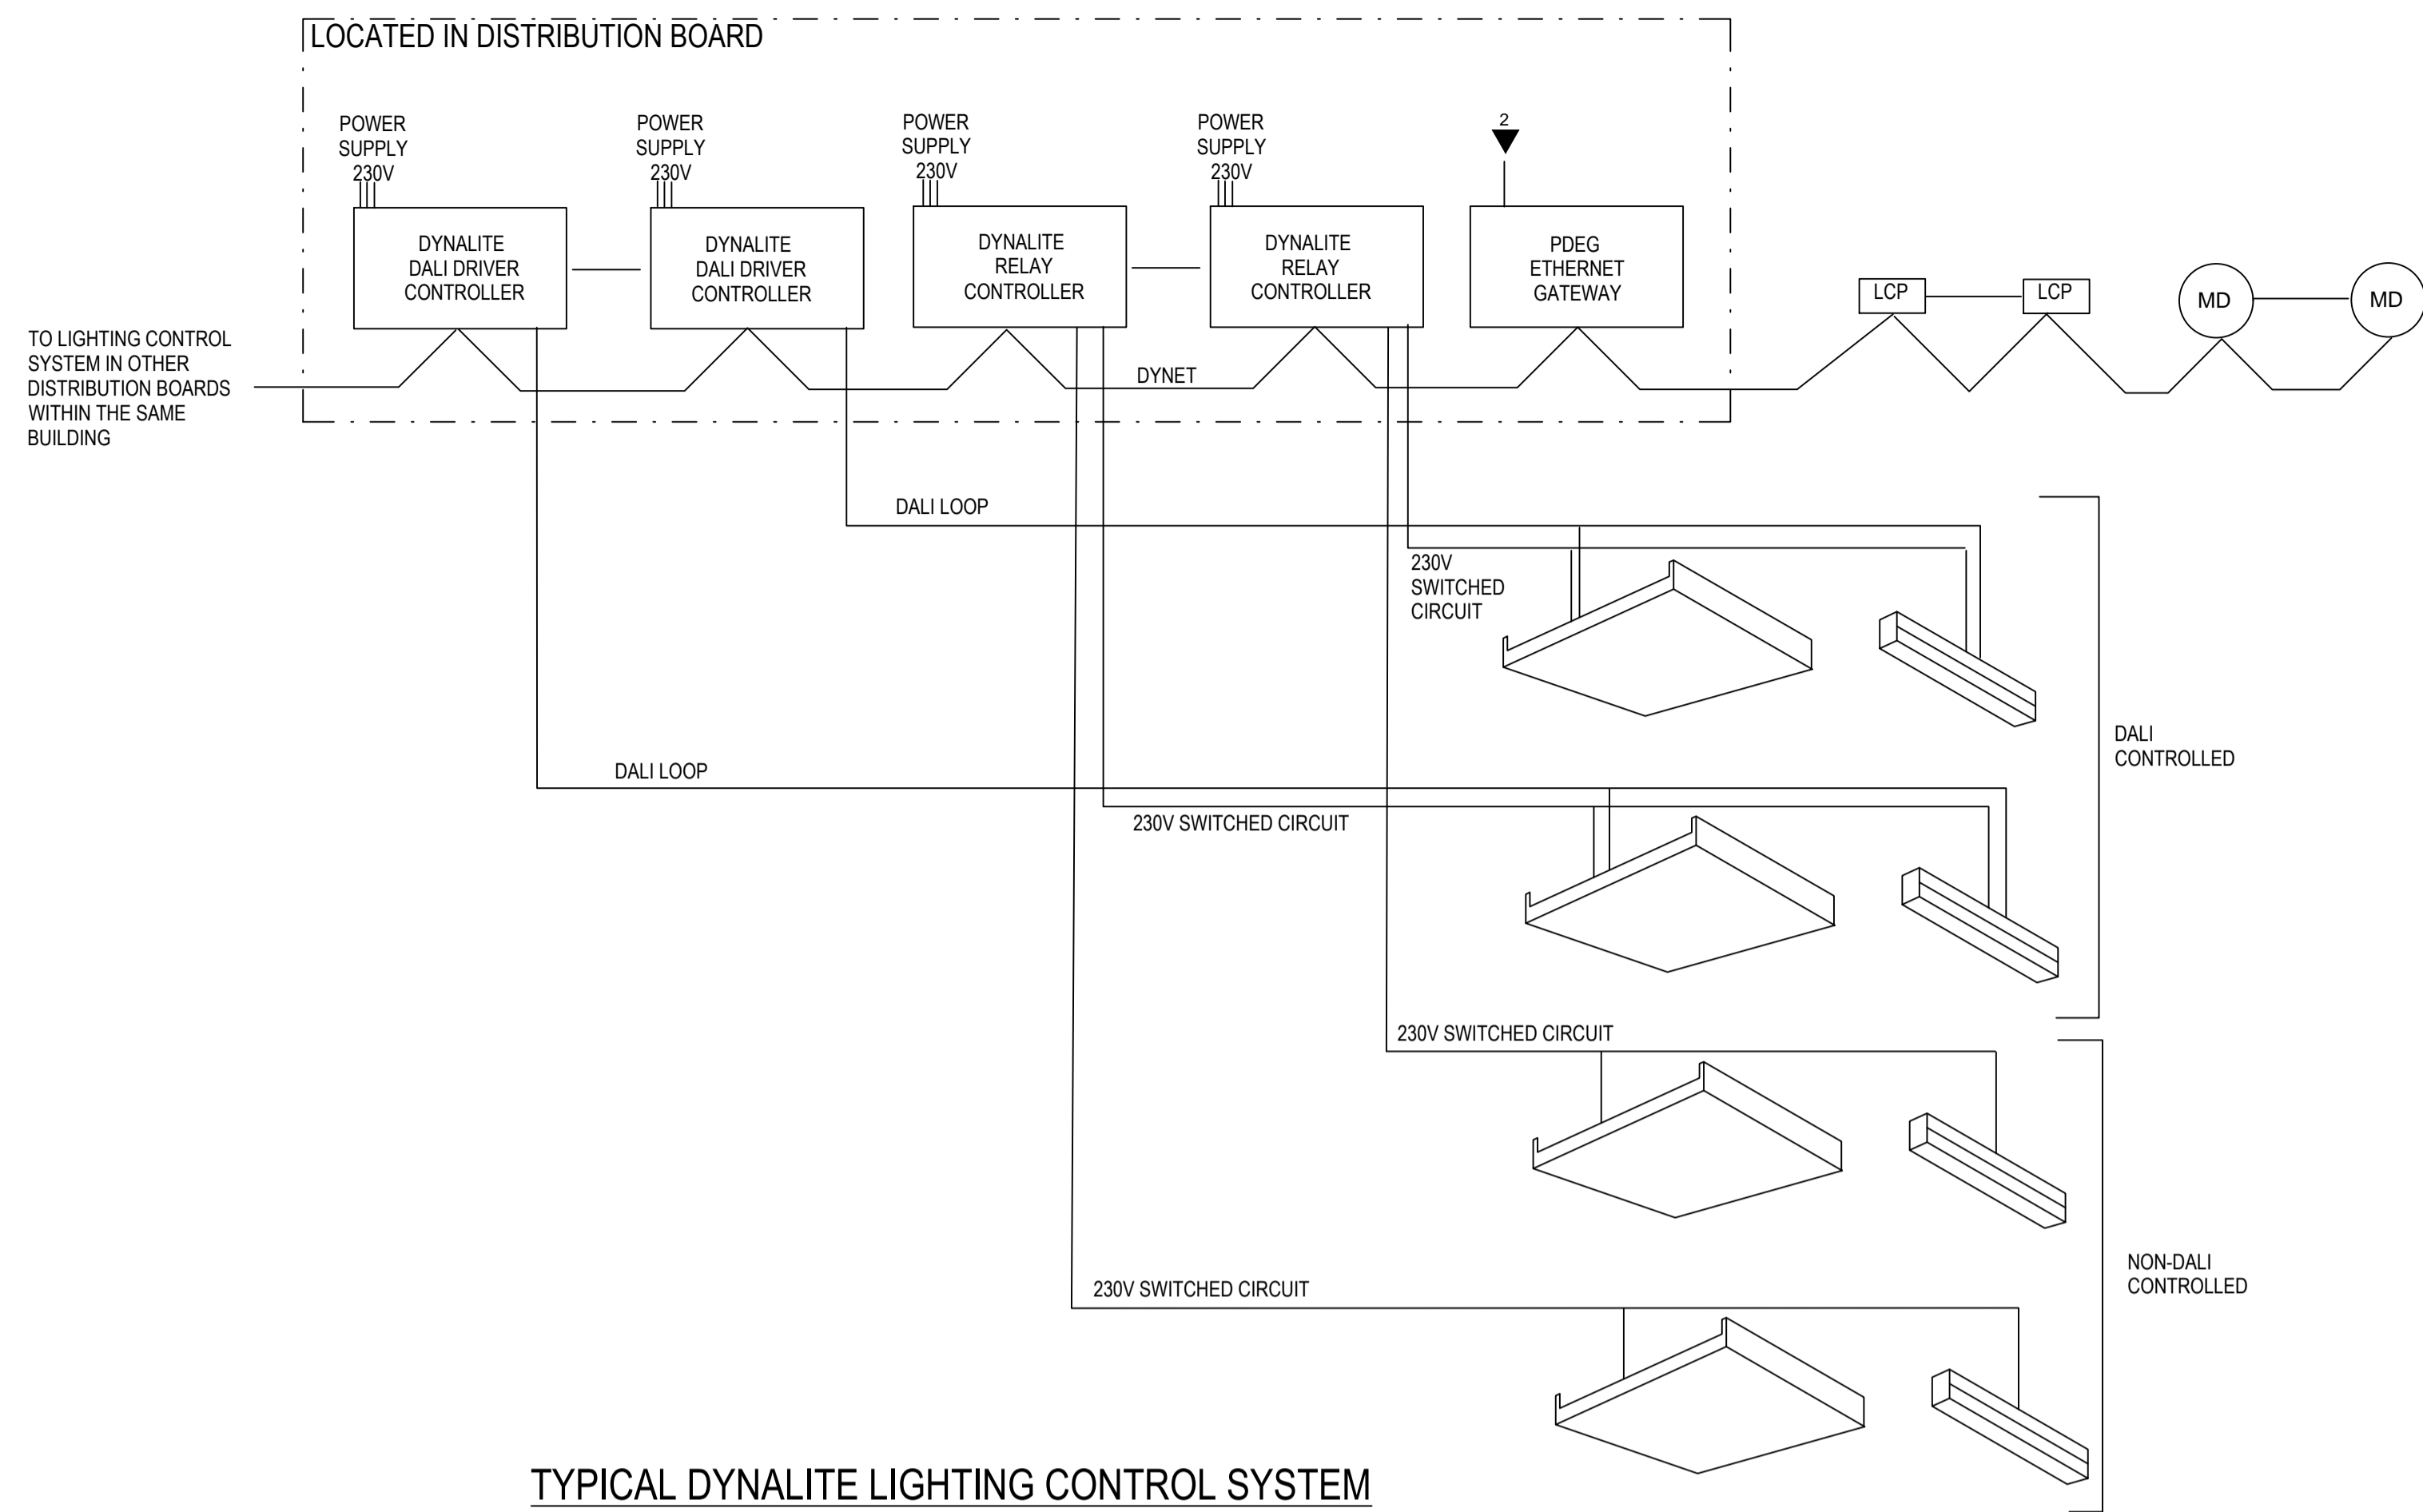 LOCATED IN DISTRIBUTION BOARD
POWER
SUPPLY
230V
POWER
SUPPLY
230V
POWER
SUPPLY
230V
POWER
SUPPLY
230V
2
DYNALITE
DALI DRIVER
CONTROLLER
DYNALITE
DALI DRIVER
CONTROLLER
DYNALITE
RELAY
CONTROLLER
DYNALITE
RELAY
CONTROLLER
PDEG
ETHERNET
GATEWAY
LCP
LCP
MD
MD
TO LIGHTING CONTROL
SYSTEM IN OTHER
DISTRIBUTION BOARDS
WITHIN THE SAME
BUILDING
DYNET
DALI LOOP
230V
SWITCHED
CIRCUIT
DALI
CONTROLLED
DALI LOOP
230V SWITCHED CIRCUIT
230V SWITCHED CIRCUIT
NON-DALI
CONTROLLED
230V SWITCHED CIRCUIT
TYPICAL DYNALITE LIGHTING CONTROL SYSTEM